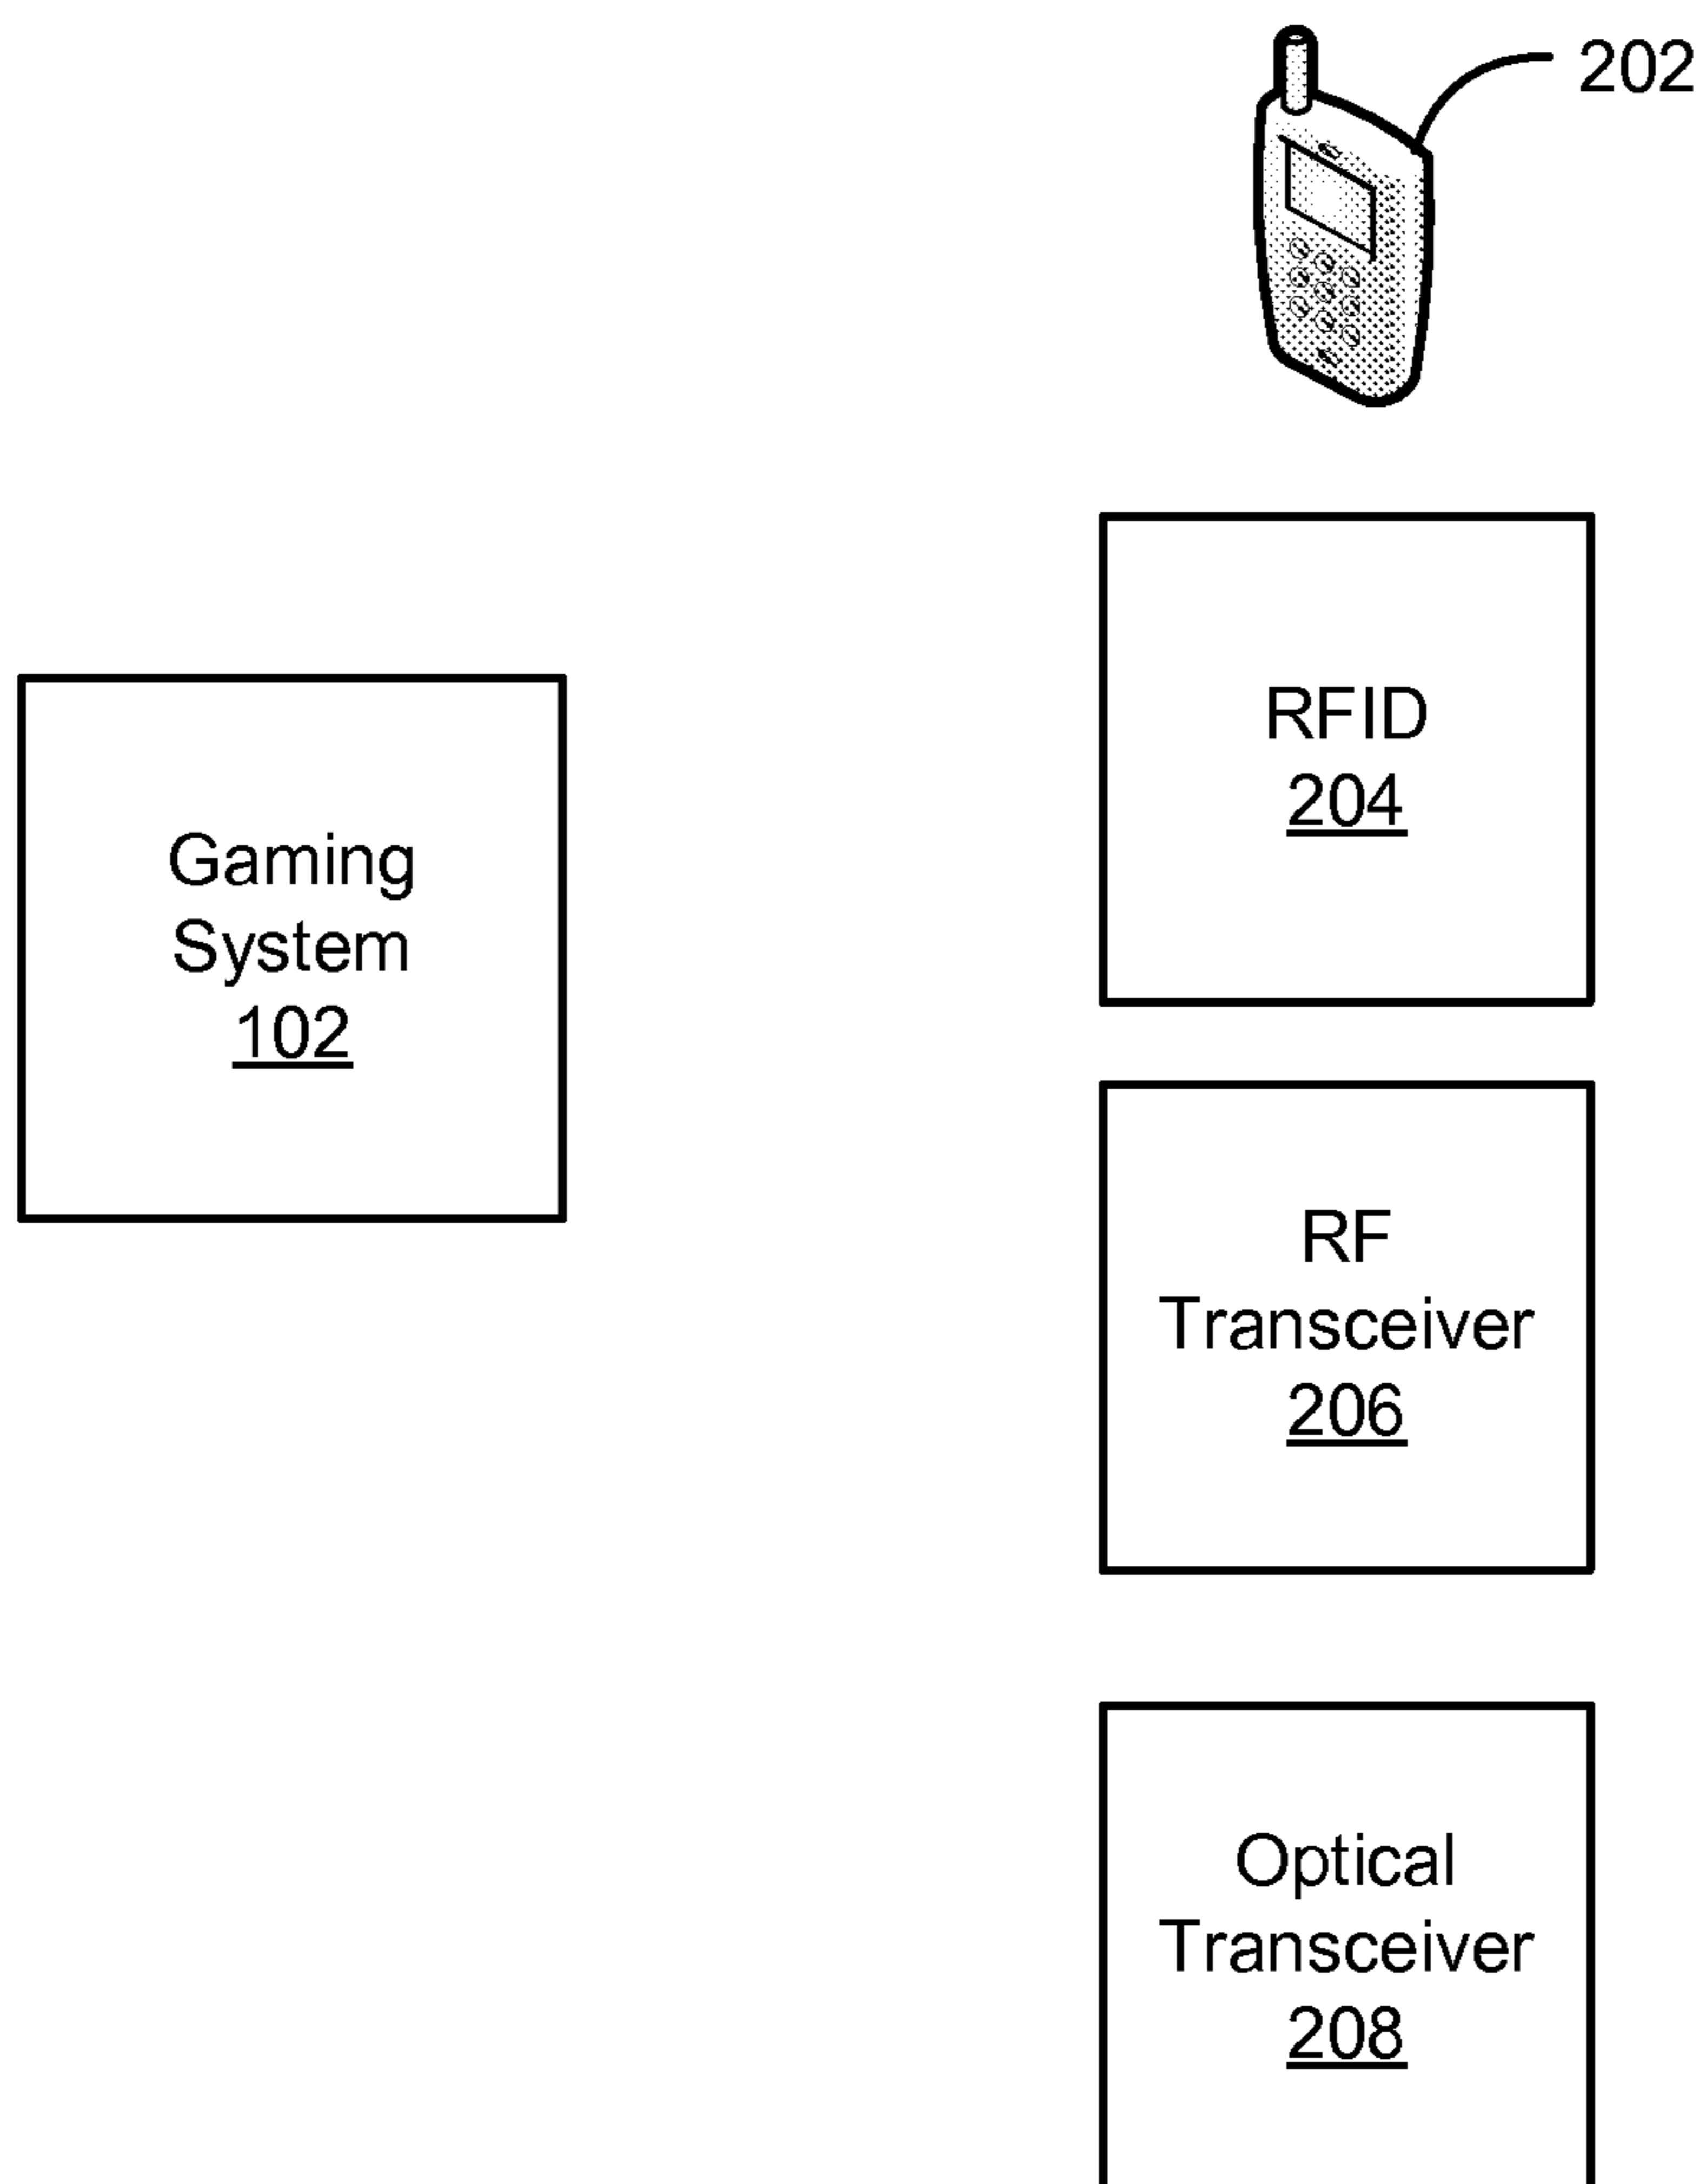 202
RFID
204
Gaming
System
102
RF
Transceiver
206
Optical
Transceiver
208